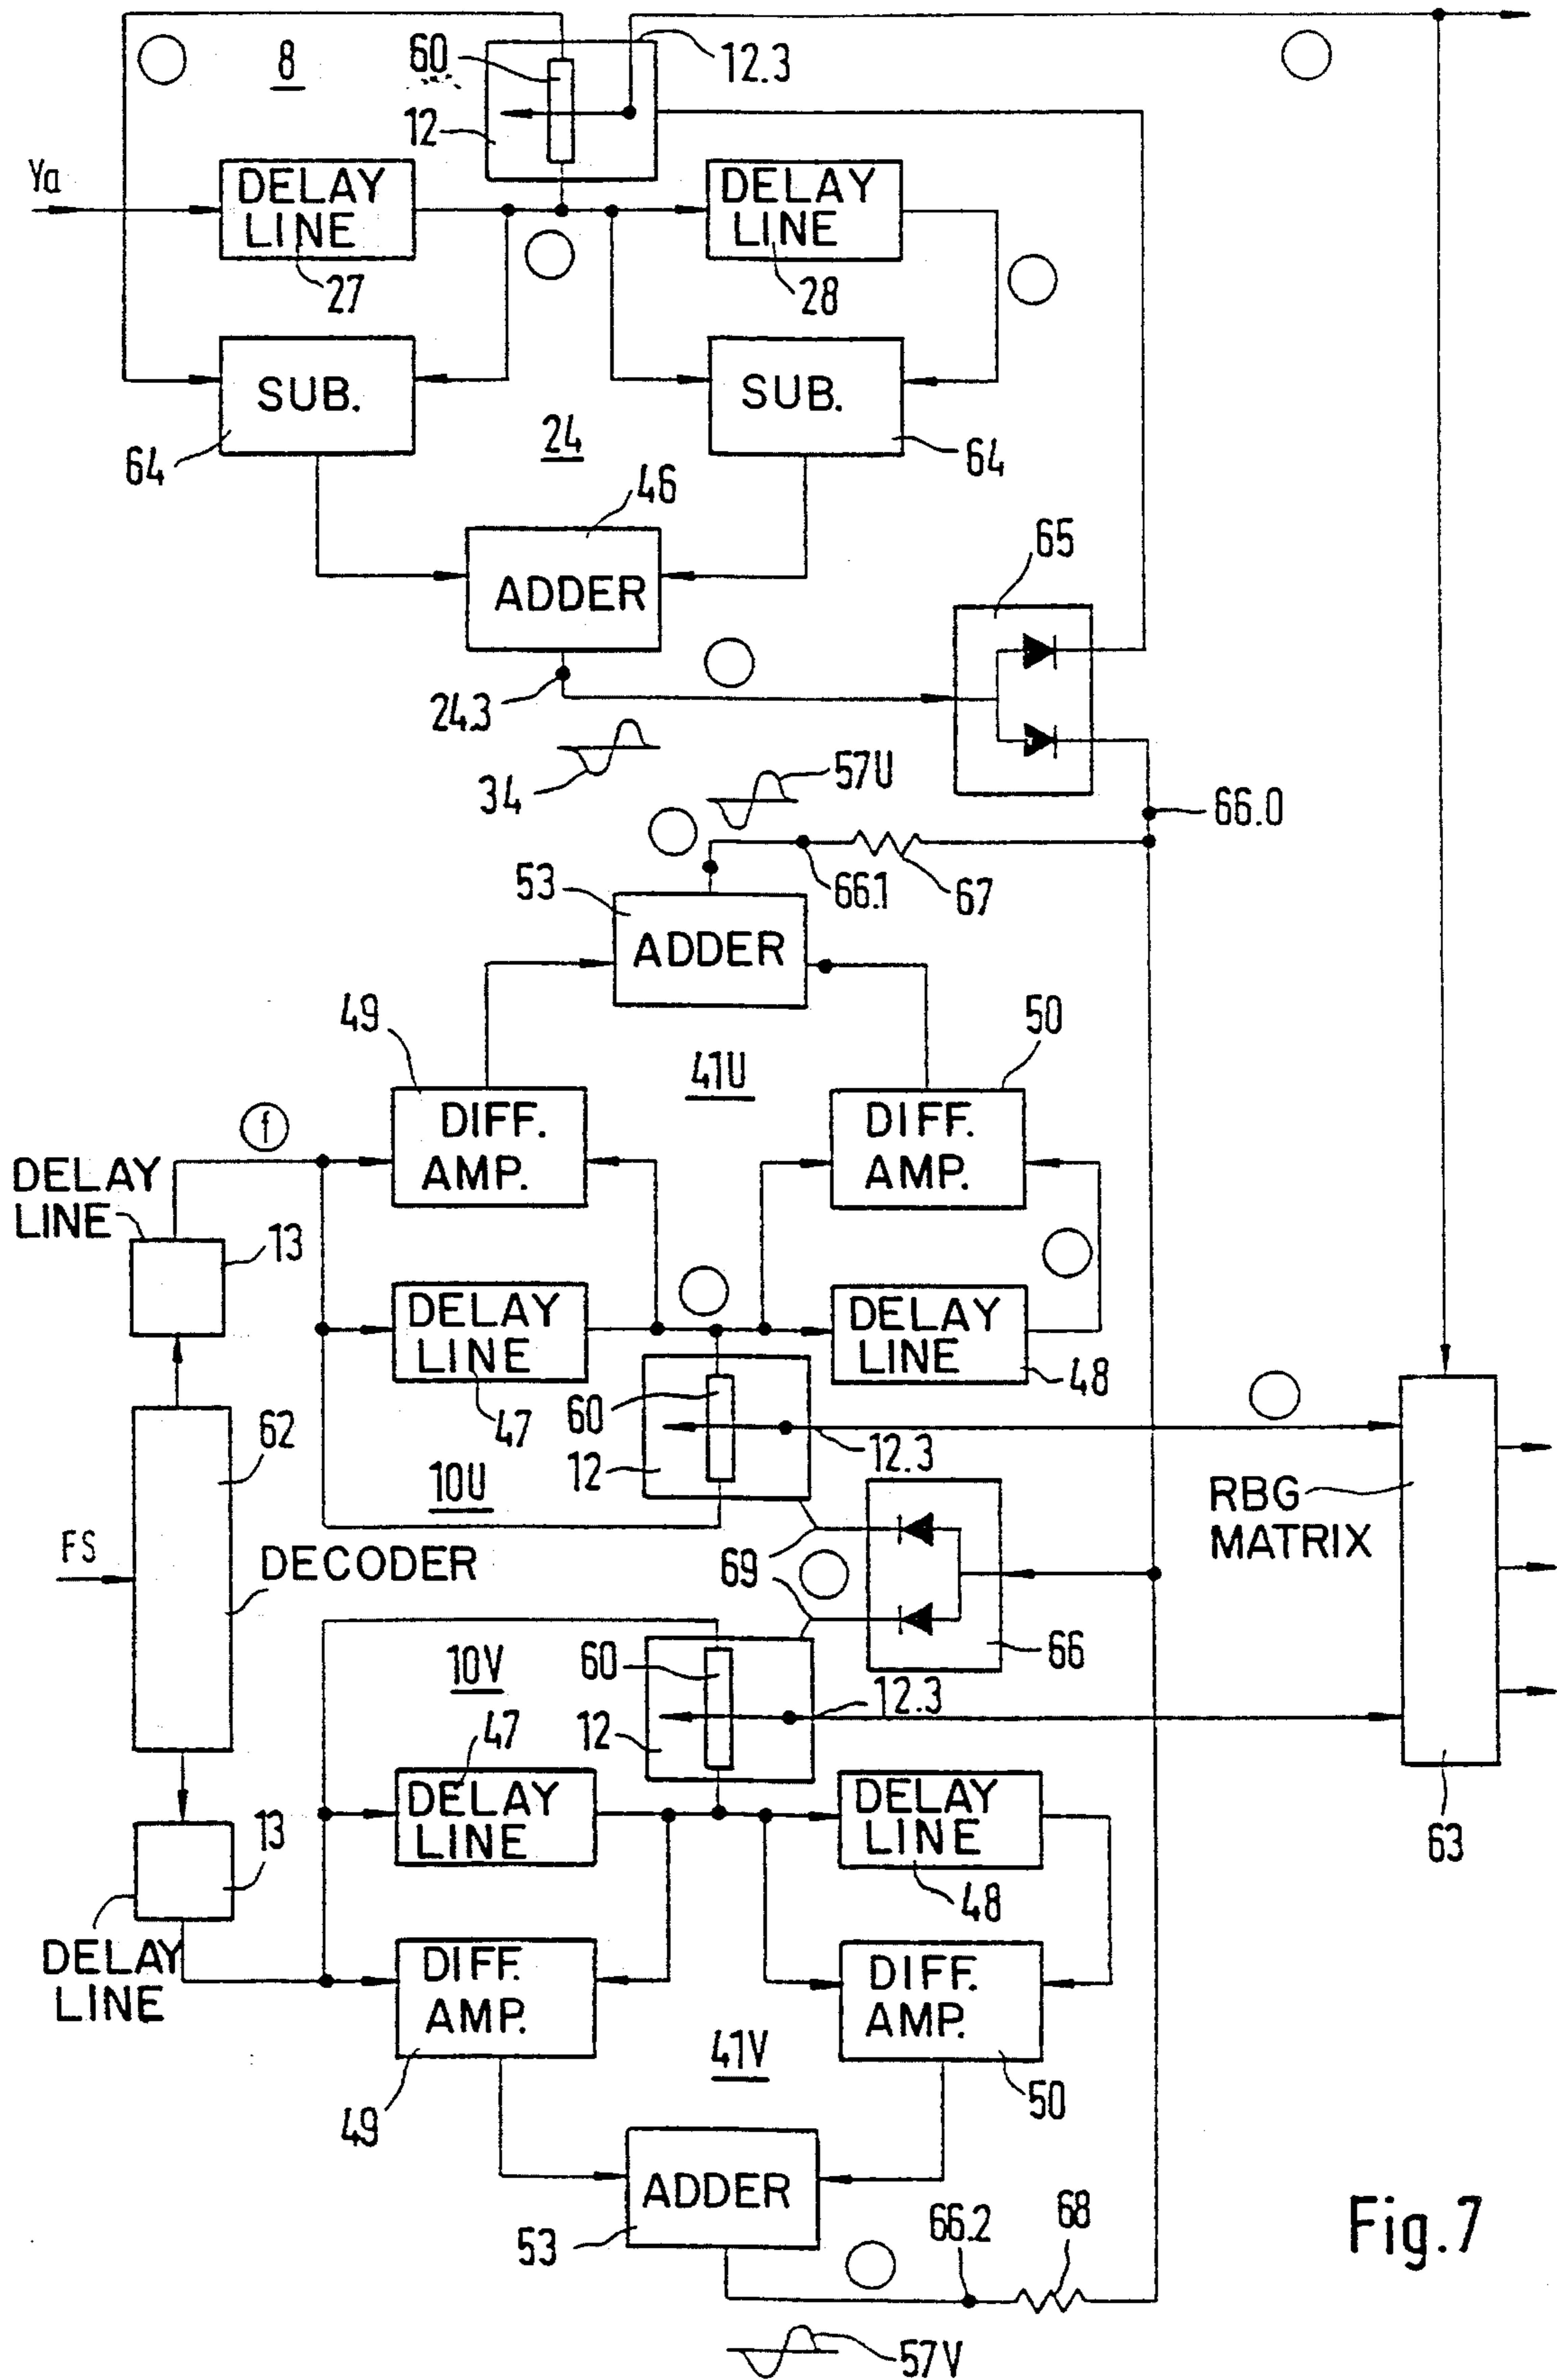 8
60
12.3
12
Ya
DELAY
LINE
27
DELAY
LINE
28
SUB.
64
24
SUB.
64
46
ADDER
65
24.3
34
57U
66.0
66.1
67
53
ADDER
49
41U
50
DIFF.
AMP.
DIFF.
AMP.
f
DELAY
LINE
13
DELAY
LINE
47
DELAY
LINE
48
60
12
12.3
10U
62
RBG
MATRIX
FS
DECODER
69
66
10V
60
12
12.3
47
DELAY
LINE
DELAY
LINE
48
63
13
DELAY
LINE
DIFF.
AMP.
49
41V
DIFF.
AMP.
50
ADDER
53
66.2
68
57V
Fig.7